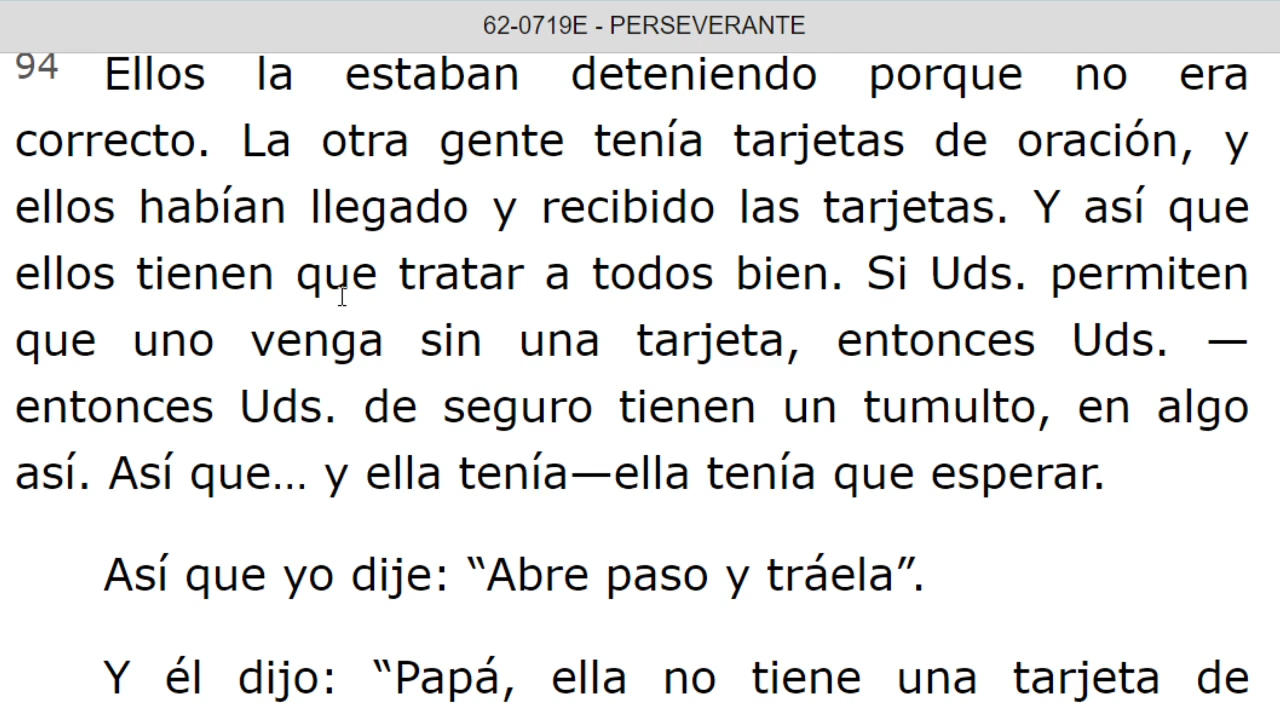 62-0719E - PERSEVERANTE
94 Ellos la estaban deteniendo porque no era
correcto. La otra gente tenía tarjetas de oración, y
ellos habían llegado y recibido las tarjetas. Y así que
ellos tienen que tratar a todos bien. Si Uds. permiten
que uno venga sin una tarjeta, entonces Uds. —
entonces Uds. de seguro tienen un tumulto, en algo
así. Así que… y ella tenía—ella tenía que esperar.
Así que yo dije: “Abre paso y tráela”.
Y él dijo: “Papá, ella no tiene una tarjeta de